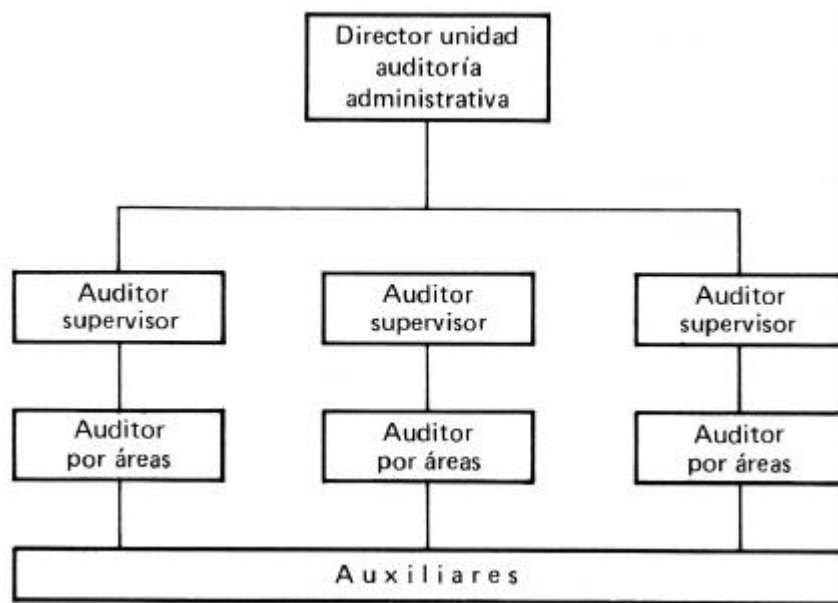 Director unidad
auditoría
administrativa
Auditor
supervisor
Auditor
supervisor
Auditor
supervisor
Auditor
por áreas
Auditor
por áreas
Auditor
por áreas
Auxiliares